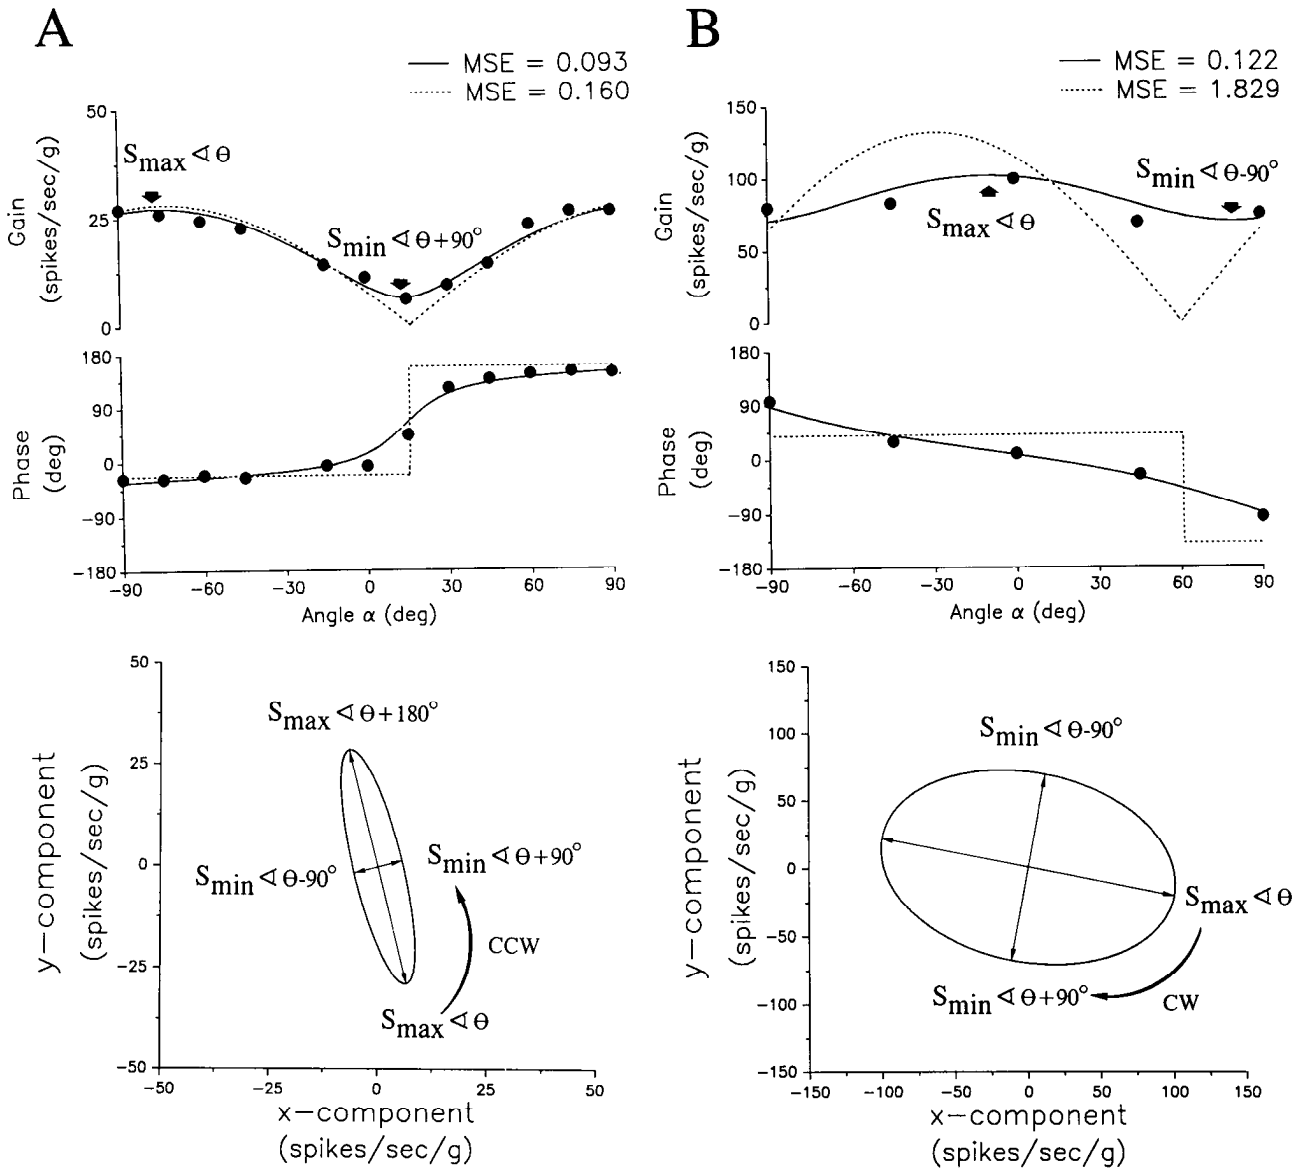 A
MSE = 0.093
MSE = 0.160
50
25
0
Gain
(spikes/sec/g)
Smax ∢ θ
Smin ∢ θ+90°
180
90
0
−90
−180
Phase
(deg)
−90 −60 −30 0 30 60 90
Angle α (deg)
50
25
0
−25
−50
y−component
(spikes/sec/g)
Smax ∢ θ+180°
Smin ∢ θ-90°
Smin ∢ θ+90°
CCW
Smax ∢ θ
−50 −25 0 25 50
x−component
(spikes/sec/g)
B
MSE = 0.122
MSE = 1.829
150
100
50
0
Gain
(spikes/sec/g)
Smin ∢ θ-90°
Smax ∢ θ
180
90
0
−90
−180
Phase
(deg)
−90 −60 −30 0 30 60 90
Angle α (deg)
150
100
50
0
−50
−100
−150
y−component
(spikes/sec/g)
Smin ∢ θ-90°
Smax ∢ θ
Smin ∢ θ+90°
CW
−150 −100 −50 0 50 100 150
x−component
(spikes/sec/g)